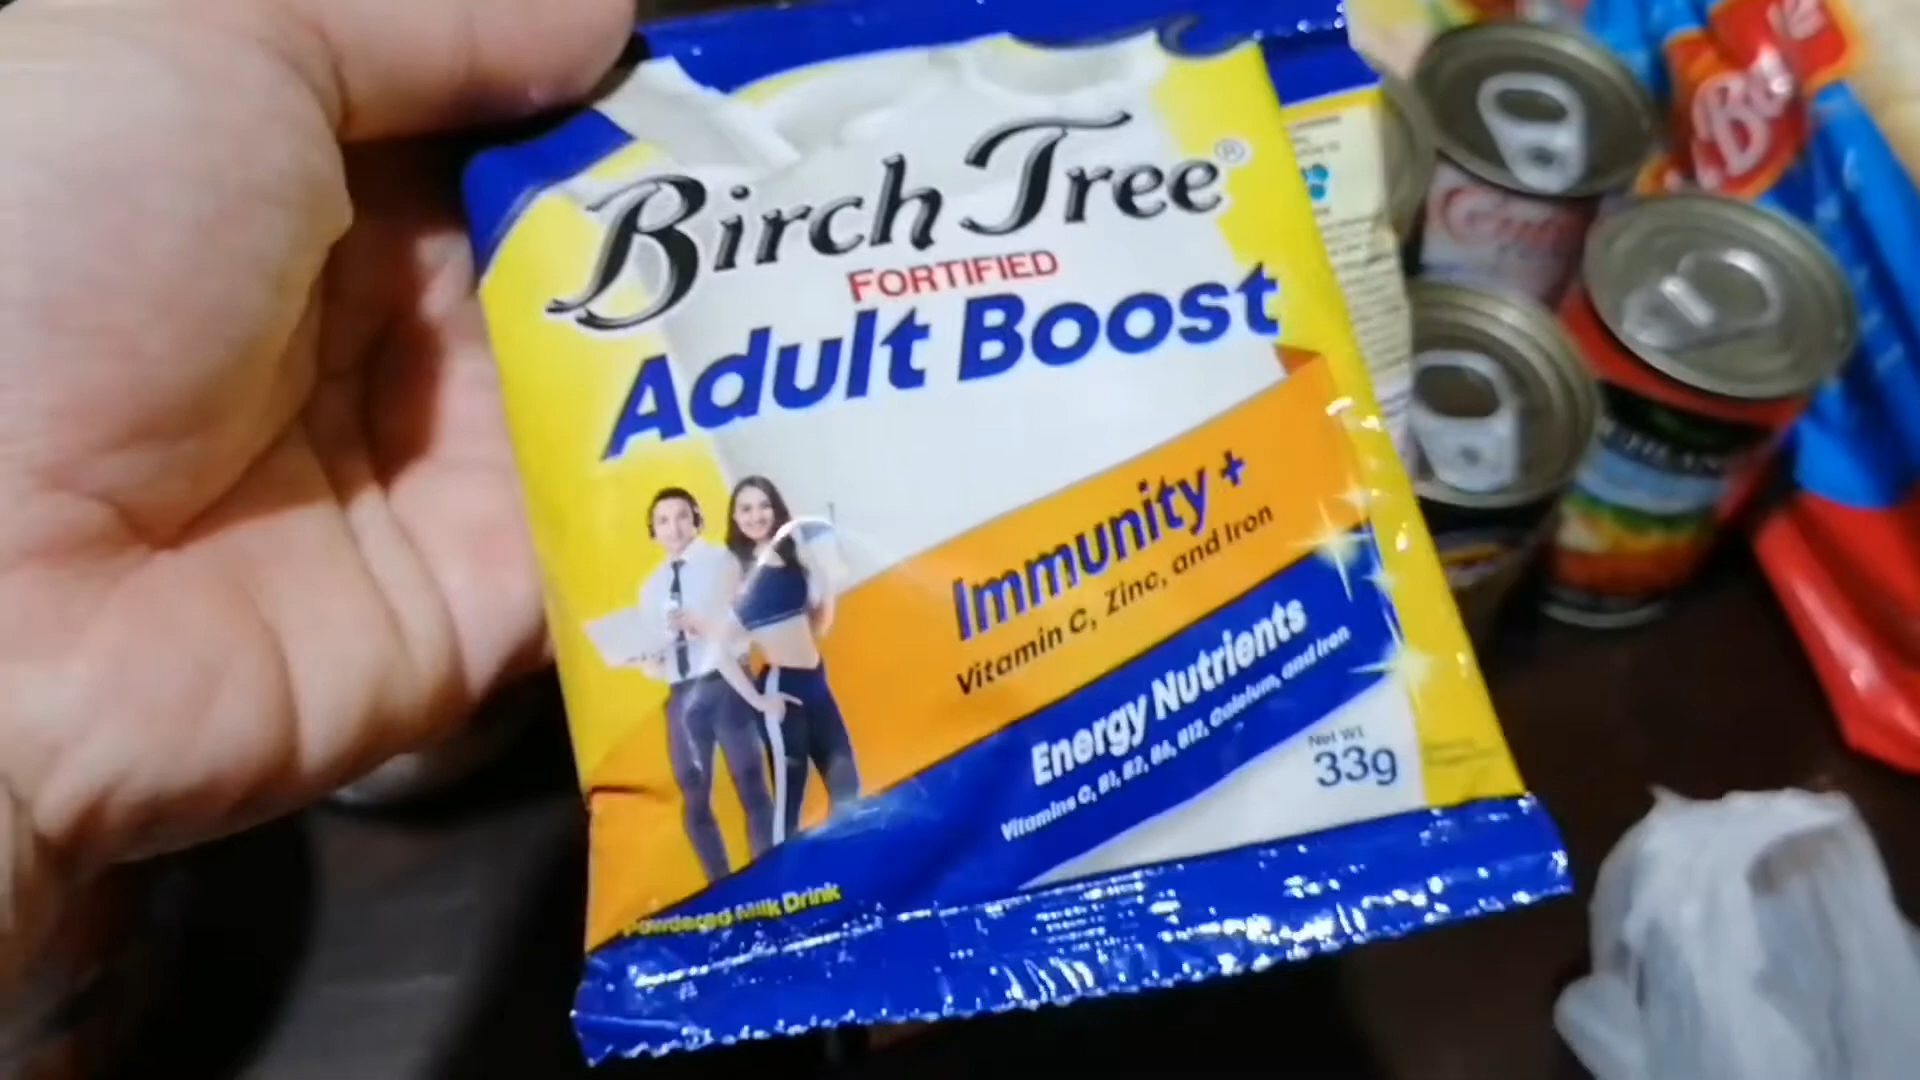 Birch Tree®
FORTIFIED
Adult Boost
Immunity +
Vitamin C, Zinc, and Iron
Energy Nutrients
Vitamins C, B1, B2, B6, B12, Calcium, and Iron
Net Wt.
33g
Powdered Milk Drink